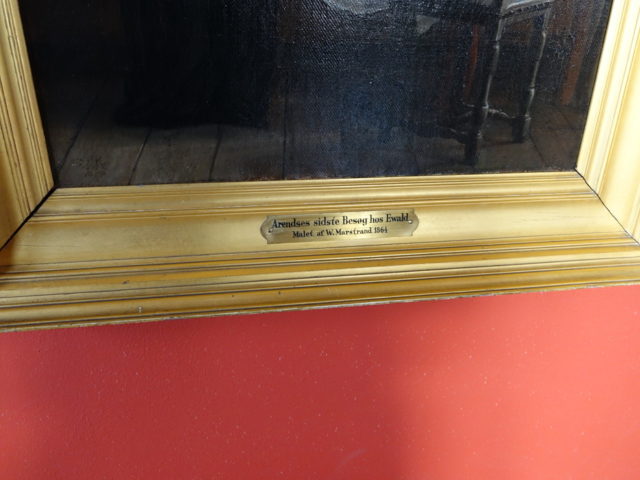 Arendses sidste Besøg hos Ewald.
Malet af W. Marstrand 1864